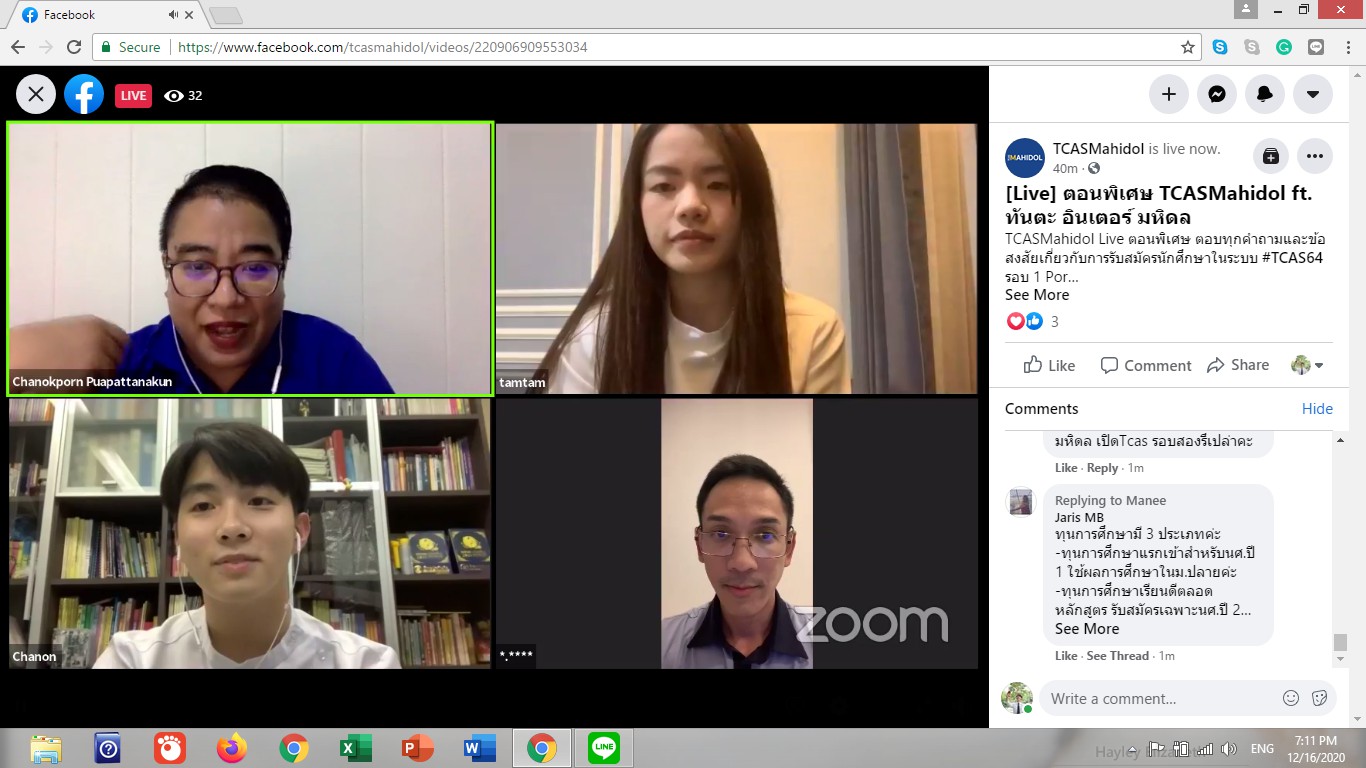 Facebook
Secure
https://www.facebook.com/tcasmahidol/videos/220906909553034
LIVE
32
Chanokporn Puapattanakun
tamtam
Chanon
*.****
zoom
MAHIDOL
TCASMahidol is live now.
40m ·
[Live] ตอนพิเศษ TCASMahidol ft.
ทันตะ อินเตอร์ มหิดล
TCASMahidol Live ตอนพิเศษ ตอบทุกคำถามและข้อ
สงสัยเกี่ยวกับการรับสมัครนักศึกษาในระบบ #TCAS64
รอบ 1 Por...
See More
3
Like
Comment
Share
Comments
Hide
มหิดล เปิดTcas รอบสองรึเปล่าคะ
Like · Reply · 1m
Replying to Manee
Jaris MB
ทุนการศึกษามี 3 ประเภทค่ะ
-ทุนการศึกษาแรกเข้าสำหรับนศ.ปี
1 ใช้ผลการศึกษาในม.ปลายค่ะ
-ทุนการศึกษาเรียนดีตลอด
หลักสูตร รับสมัครเฉพาะนศ.ปี 2...
See More
Like · See Thread · 1m
Write a comment...
LINE
Hayley
ENG
7:11 PM
12/16/2020